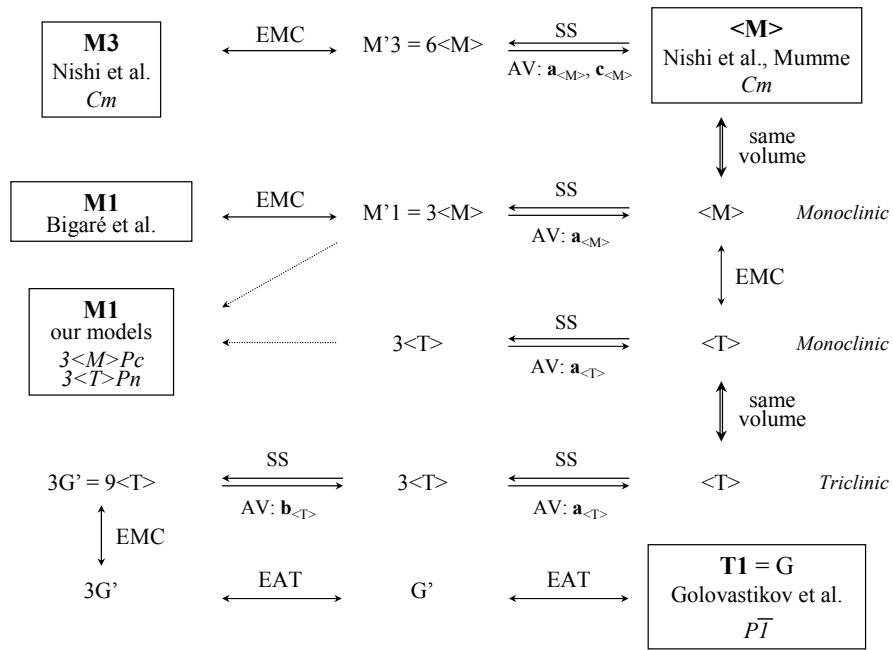 M3
Nishi et al.
Cm
EMC
M’3 = 6<M>
SS
AV: a<M>, c<M>
<M>
Nishi et al., Mumme
Cm
same
volume
M1
Bigaré et al.
EMC
M’1 = 3<M>
SS
AV: a<M>
<M>
Monoclinic
EMC
M1
our models
3<M>Pc
3<T>Pn
3<T>
SS
AV: a<T>
<T>
Monoclinic
same
volume
3G’ = 9<T>
SS
AV: b<T>
3<T>
SS
AV: a<T>
<T>
Triclinic
EMC
3G’
EAT
G’
EAT
T1 = G
Golovastikov et al.
P1̅